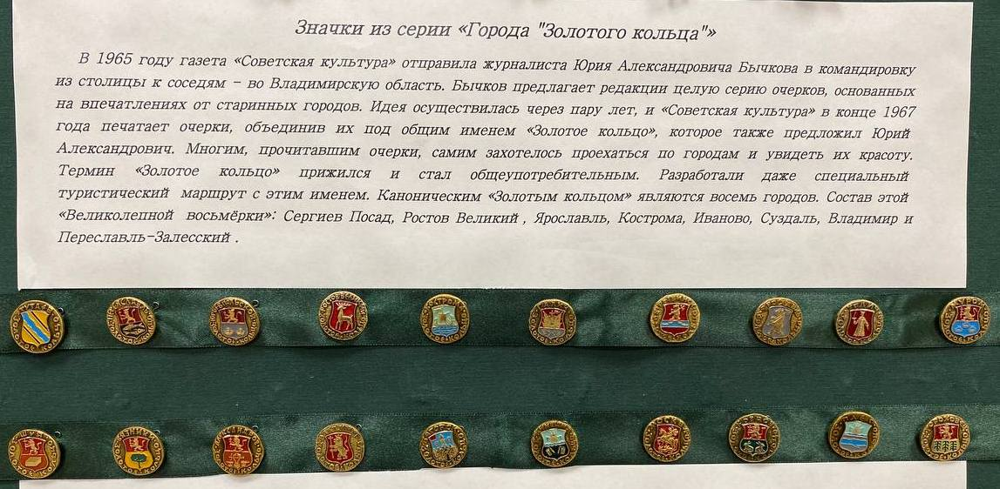 Значки из серии «Города "Золотого кольца"»
В 1965 году газета «Советская культура» отправила журналиста Юрия Александровича Бычкова в командировку
из столицы к соседям - во Владимирскую область. Бычков предлагает редакции целую серию очерков, основанных
на впечатлениях от старинных городов. Идея осуществилась через пару лет, и «Советская культура» в конце 1967
года печатает очерки, объединив их под общим именем «Золотое кольцо», которое также предложил Юрий
Александрович. Многим, прочитавшим очерки, самим захотелось проехаться по городам и увидеть их красоту.
Термин «Золотое кольцо» прижился и стал общеупотребительным. Разработали даже специальный
туристический маршрут с этим именем. Каноническим «Золотым кольцом» являются восемь городов. Состав этой
«Великолепной восьмёрки»: Сергиев Посад, Ростов Великий , Ярославль, Кострома, Иваново, Суздаль, Владимир и
Переславль-Залесский .